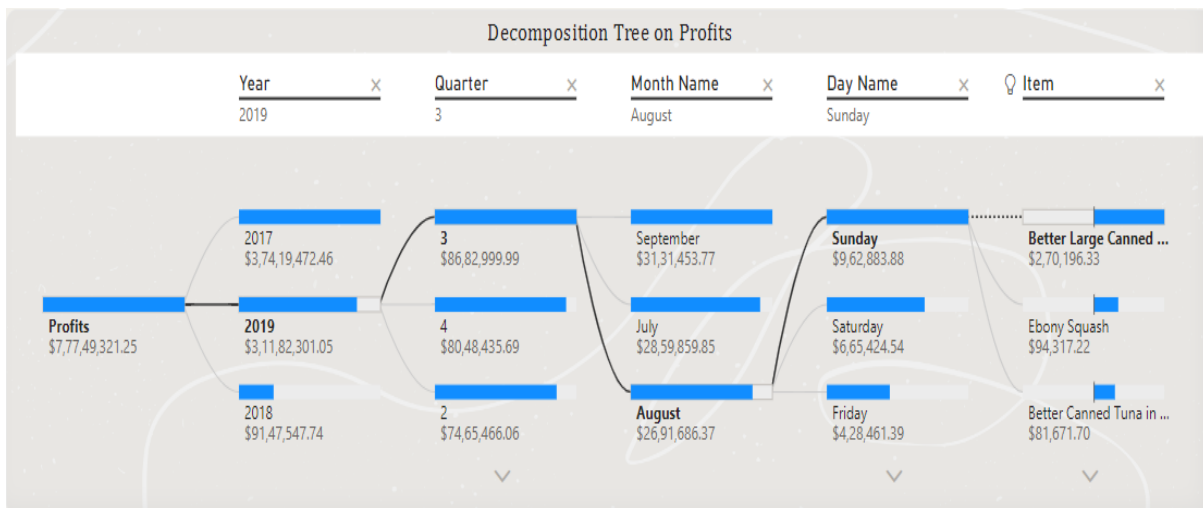 Decomposition Tree on Profits
Year ×
2019
Quarter ×
3
Month Name ×
August
Day Name ×
Sunday
Item ×
Profits
$7,77,49,321.25
2017
$3,74,19,472.46
2019
$3,11,82,301.05
2018
$91,47,547.74
3
$86,82,999.99
4
$80,48,435.69
2
$74,65,466.06
September
$31,31,453.77
July
$28,59,859.85
August
$26,91,686.37
Sunday
$9,62,883.88
Saturday
$6,65,424.54
Friday
$4,28,461.39
Better Large Canned ...
$2,70,196.33
Ebony Squash
$94,317.22
Better Canned Tuna in ...
$81,671.70